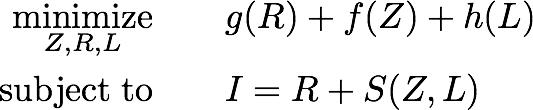 minimize g(R) + f(Z) + h(L)
Z,R,L
subject to I = R + S(Z, L)